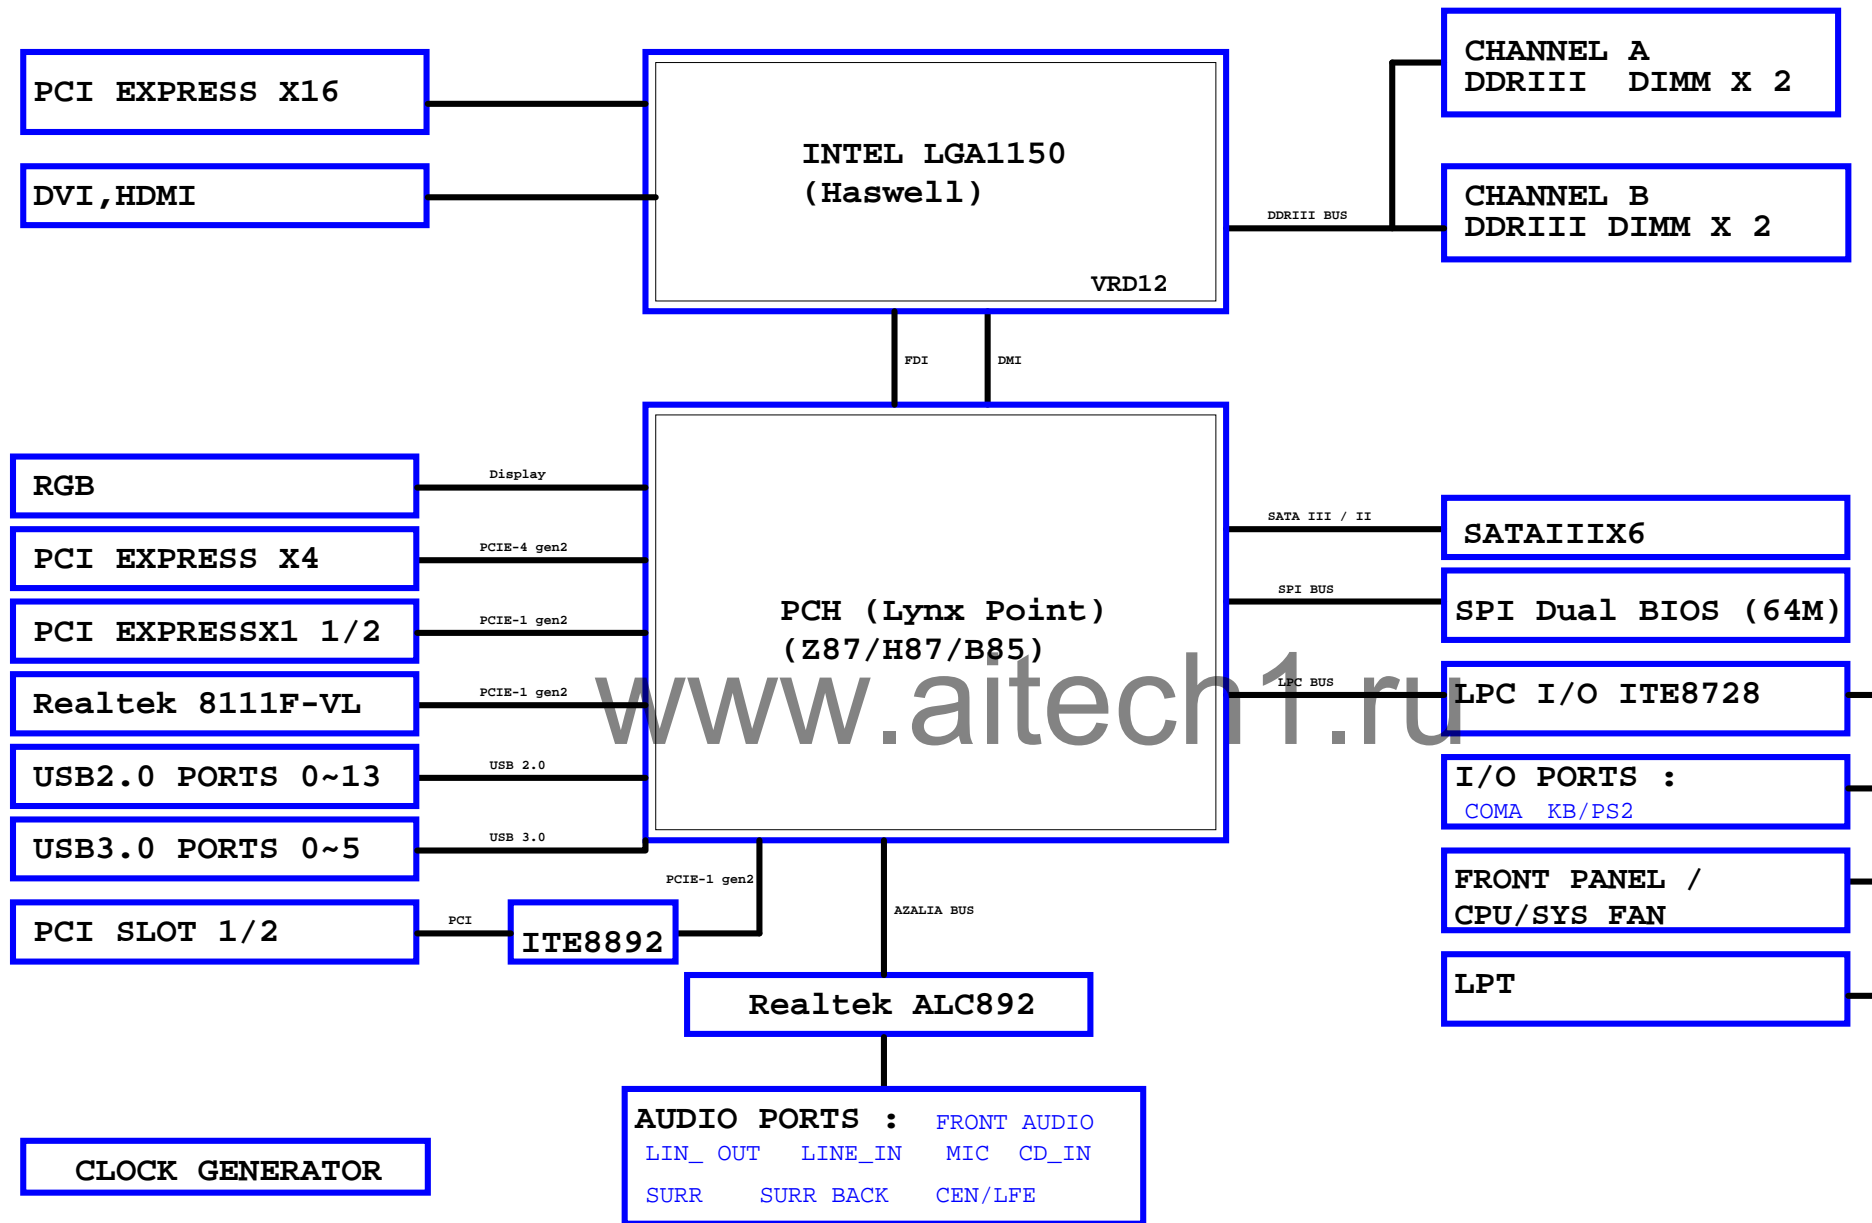 PCI EXPRESS X16
DVI,HDMI
INTEL LGA1150
(Haswell)
VRD12
DDRIII BUS
CHANNEL A
DDRIII DIMM X 2
CHANNEL B
DDRIII DIMM X 2
FDI
DMI
RGB
Display
PCI EXPRESS X4
PCIE-4 gen2
PCI EXPRESSX1 1/2
PCIE-1 gen2
Realtek 8111F-VL
PCIE-1 gen2
USB2.0 PORTS 0~13
USB 2.0
USB3.0 PORTS 0~5
USB 3.0
PCI SLOT 1/2
PCI
ITE8892
PCIE-1 gen2
PCH (Lynx Point)
(Z87/H87/B85)
www.aitech1.ru
SATA III / II
SATAIIIX6
SPI BUS
SPI Dual BIOS (64M)
LPC BUS
LPC I/O ITE8728
I/O PORTS :
COMA KB/PS2
FRONT PANEL /
CPU/SYS FAN
LPT
AZALIA BUS
Realtek ALC892
AUDIO PORTS : FRONT AUDIO
LIN_ OUT LINE_IN MIC CD_IN
SURR SURR BACK CEN/LFE
CLOCK GENERATOR